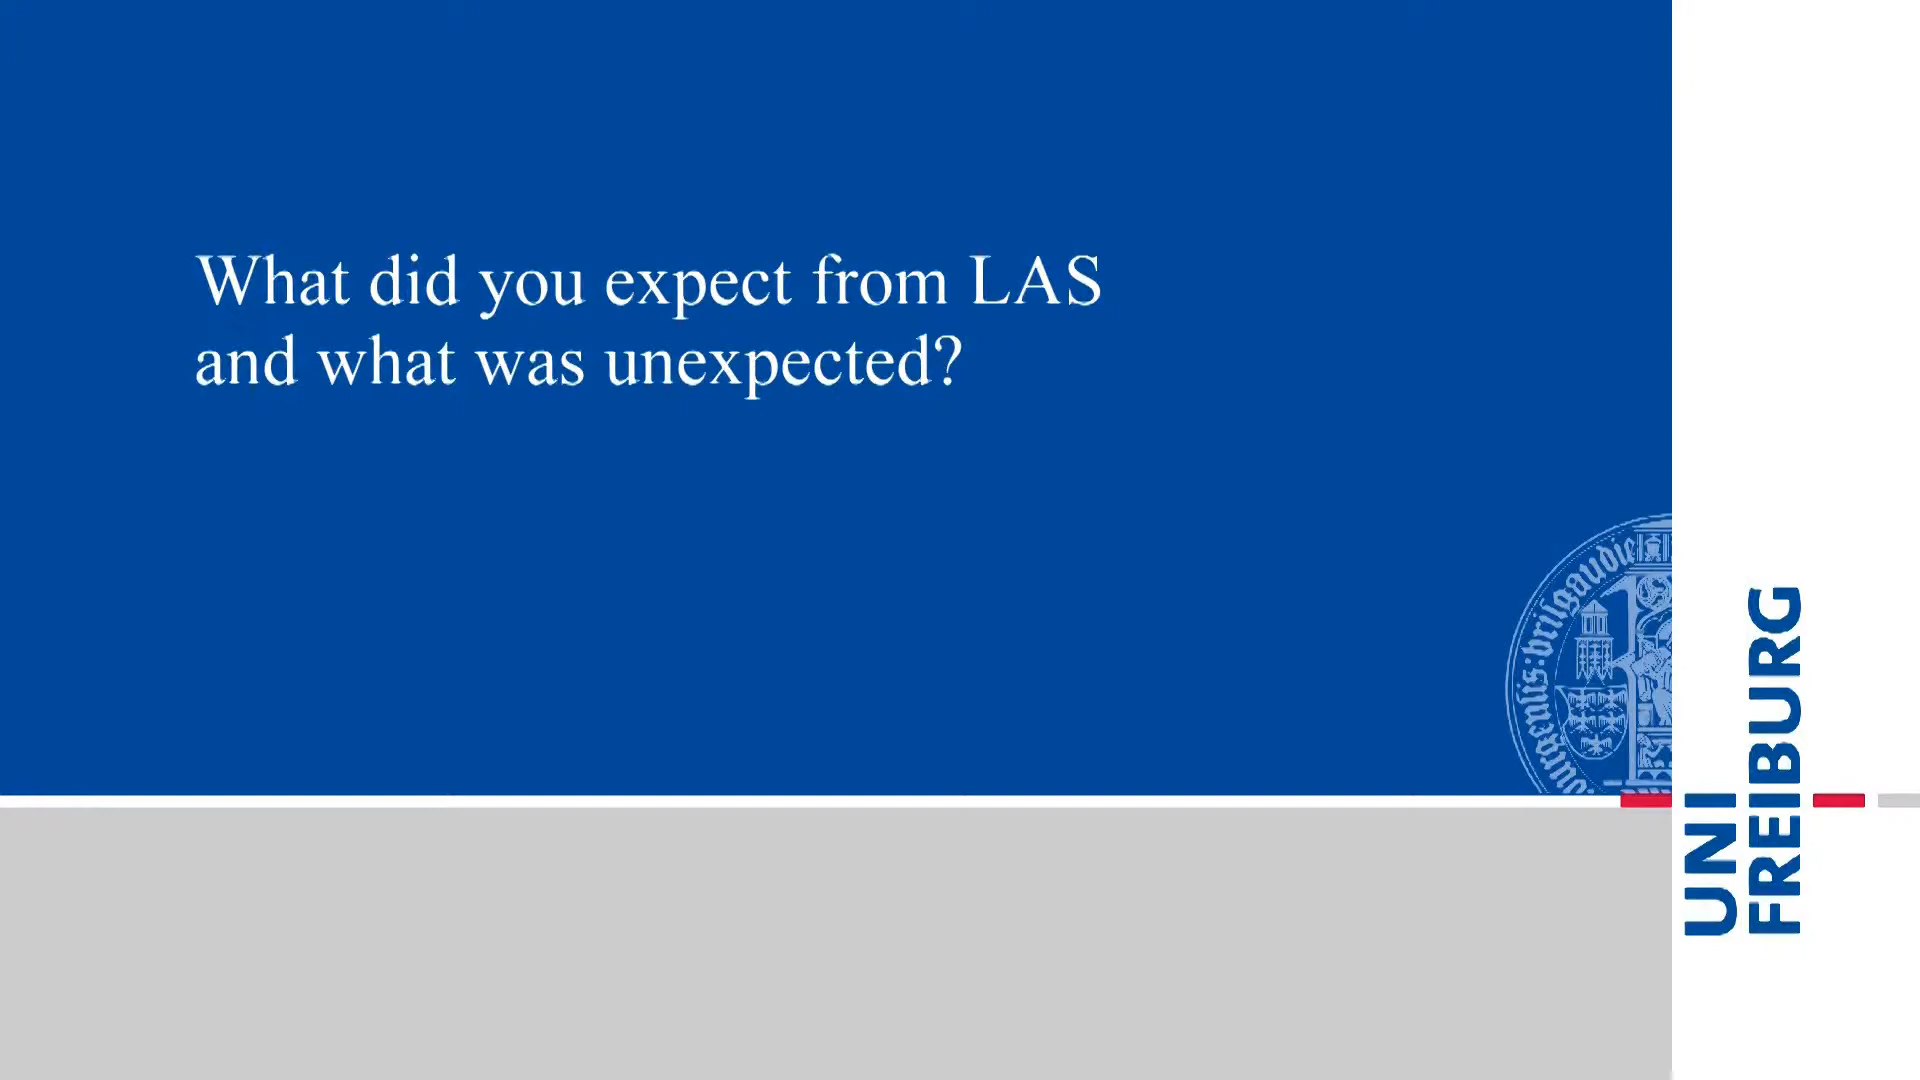 What did you expect from LAS
and what was unexpected?
UNI
FREIBURG